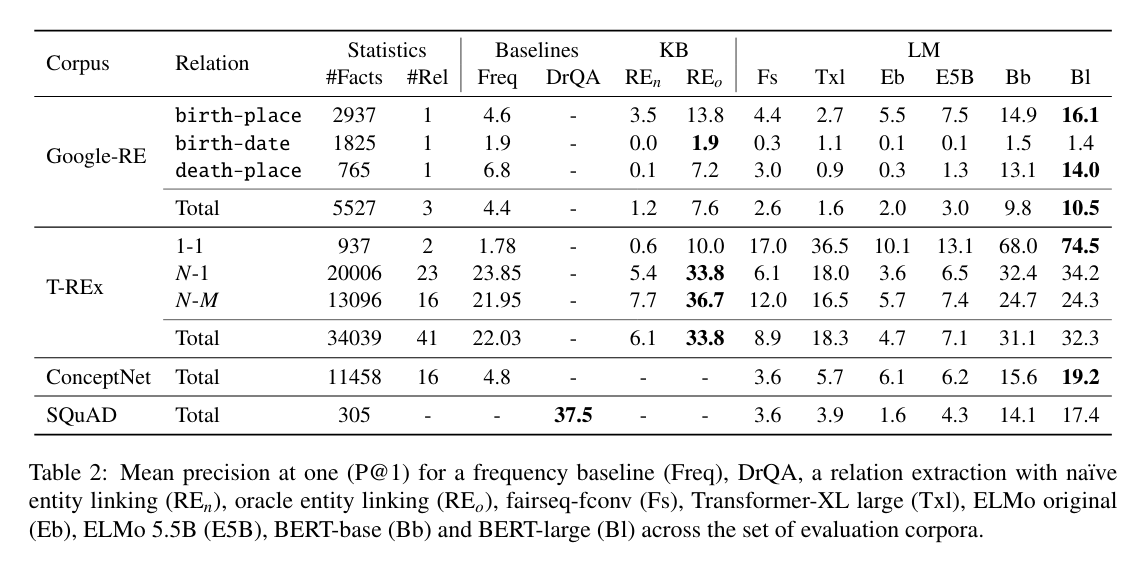 Corpus Relation Statistics Baselines KB LM
#Facts #Rel Freq DrQA REn REo Fs Txl Eb E5B Bb Bl
Google-RE
birth-place 2937 1 4.6 - 3.5 13.8 4.4 2.7 5.5 7.5 14.9 16.1
birth-date 1825 1 1.9 - 0.0 1.9 0.3 1.1 0.1 0.1 1.5 1.4
death-place 765 1 6.8 - 0.1 7.2 3.0 0.9 0.3 1.3 13.1 14.0
Total 5527 3 4.4 - 1.2 7.6 2.6 1.6 2.0 3.0 9.8 10.5
T-REx
1-1 937 2 1.78 - 0.6 10.0 17.0 36.5 10.1 13.1 68.0 74.5
N-1 20006 23 23.85 - 5.4 33.8 6.1 18.0 3.6 6.5 32.4 34.2
N-M 13096 16 21.95 - 7.7 36.7 12.0 16.5 5.7 7.4 24.7 24.3
Total 34039 41 22.03 - 6.1 33.8 8.9 18.3 4.7 7.1 31.1 32.3
ConceptNet Total 11458 16 4.8 - - - 3.6 5.7 6.1 6.2 15.6 19.2
SQuAD Total 305 - - 37.5 - - 3.6 3.9 1.6 4.3 14.1 17.4
Table 2: Mean precision at one (P@1) for a frequency baseline (Freq), DrQA, a relation extraction with naïve
entity linking (REn), oracle entity linking (REo), fairseq-fconv (Fs), Transformer-XL large (Txl), ELMo original
(Eb), ELMo 5.5B (E5B), BERT-base (Bb) and BERT-large (Bl) across the set of evaluation corpora.